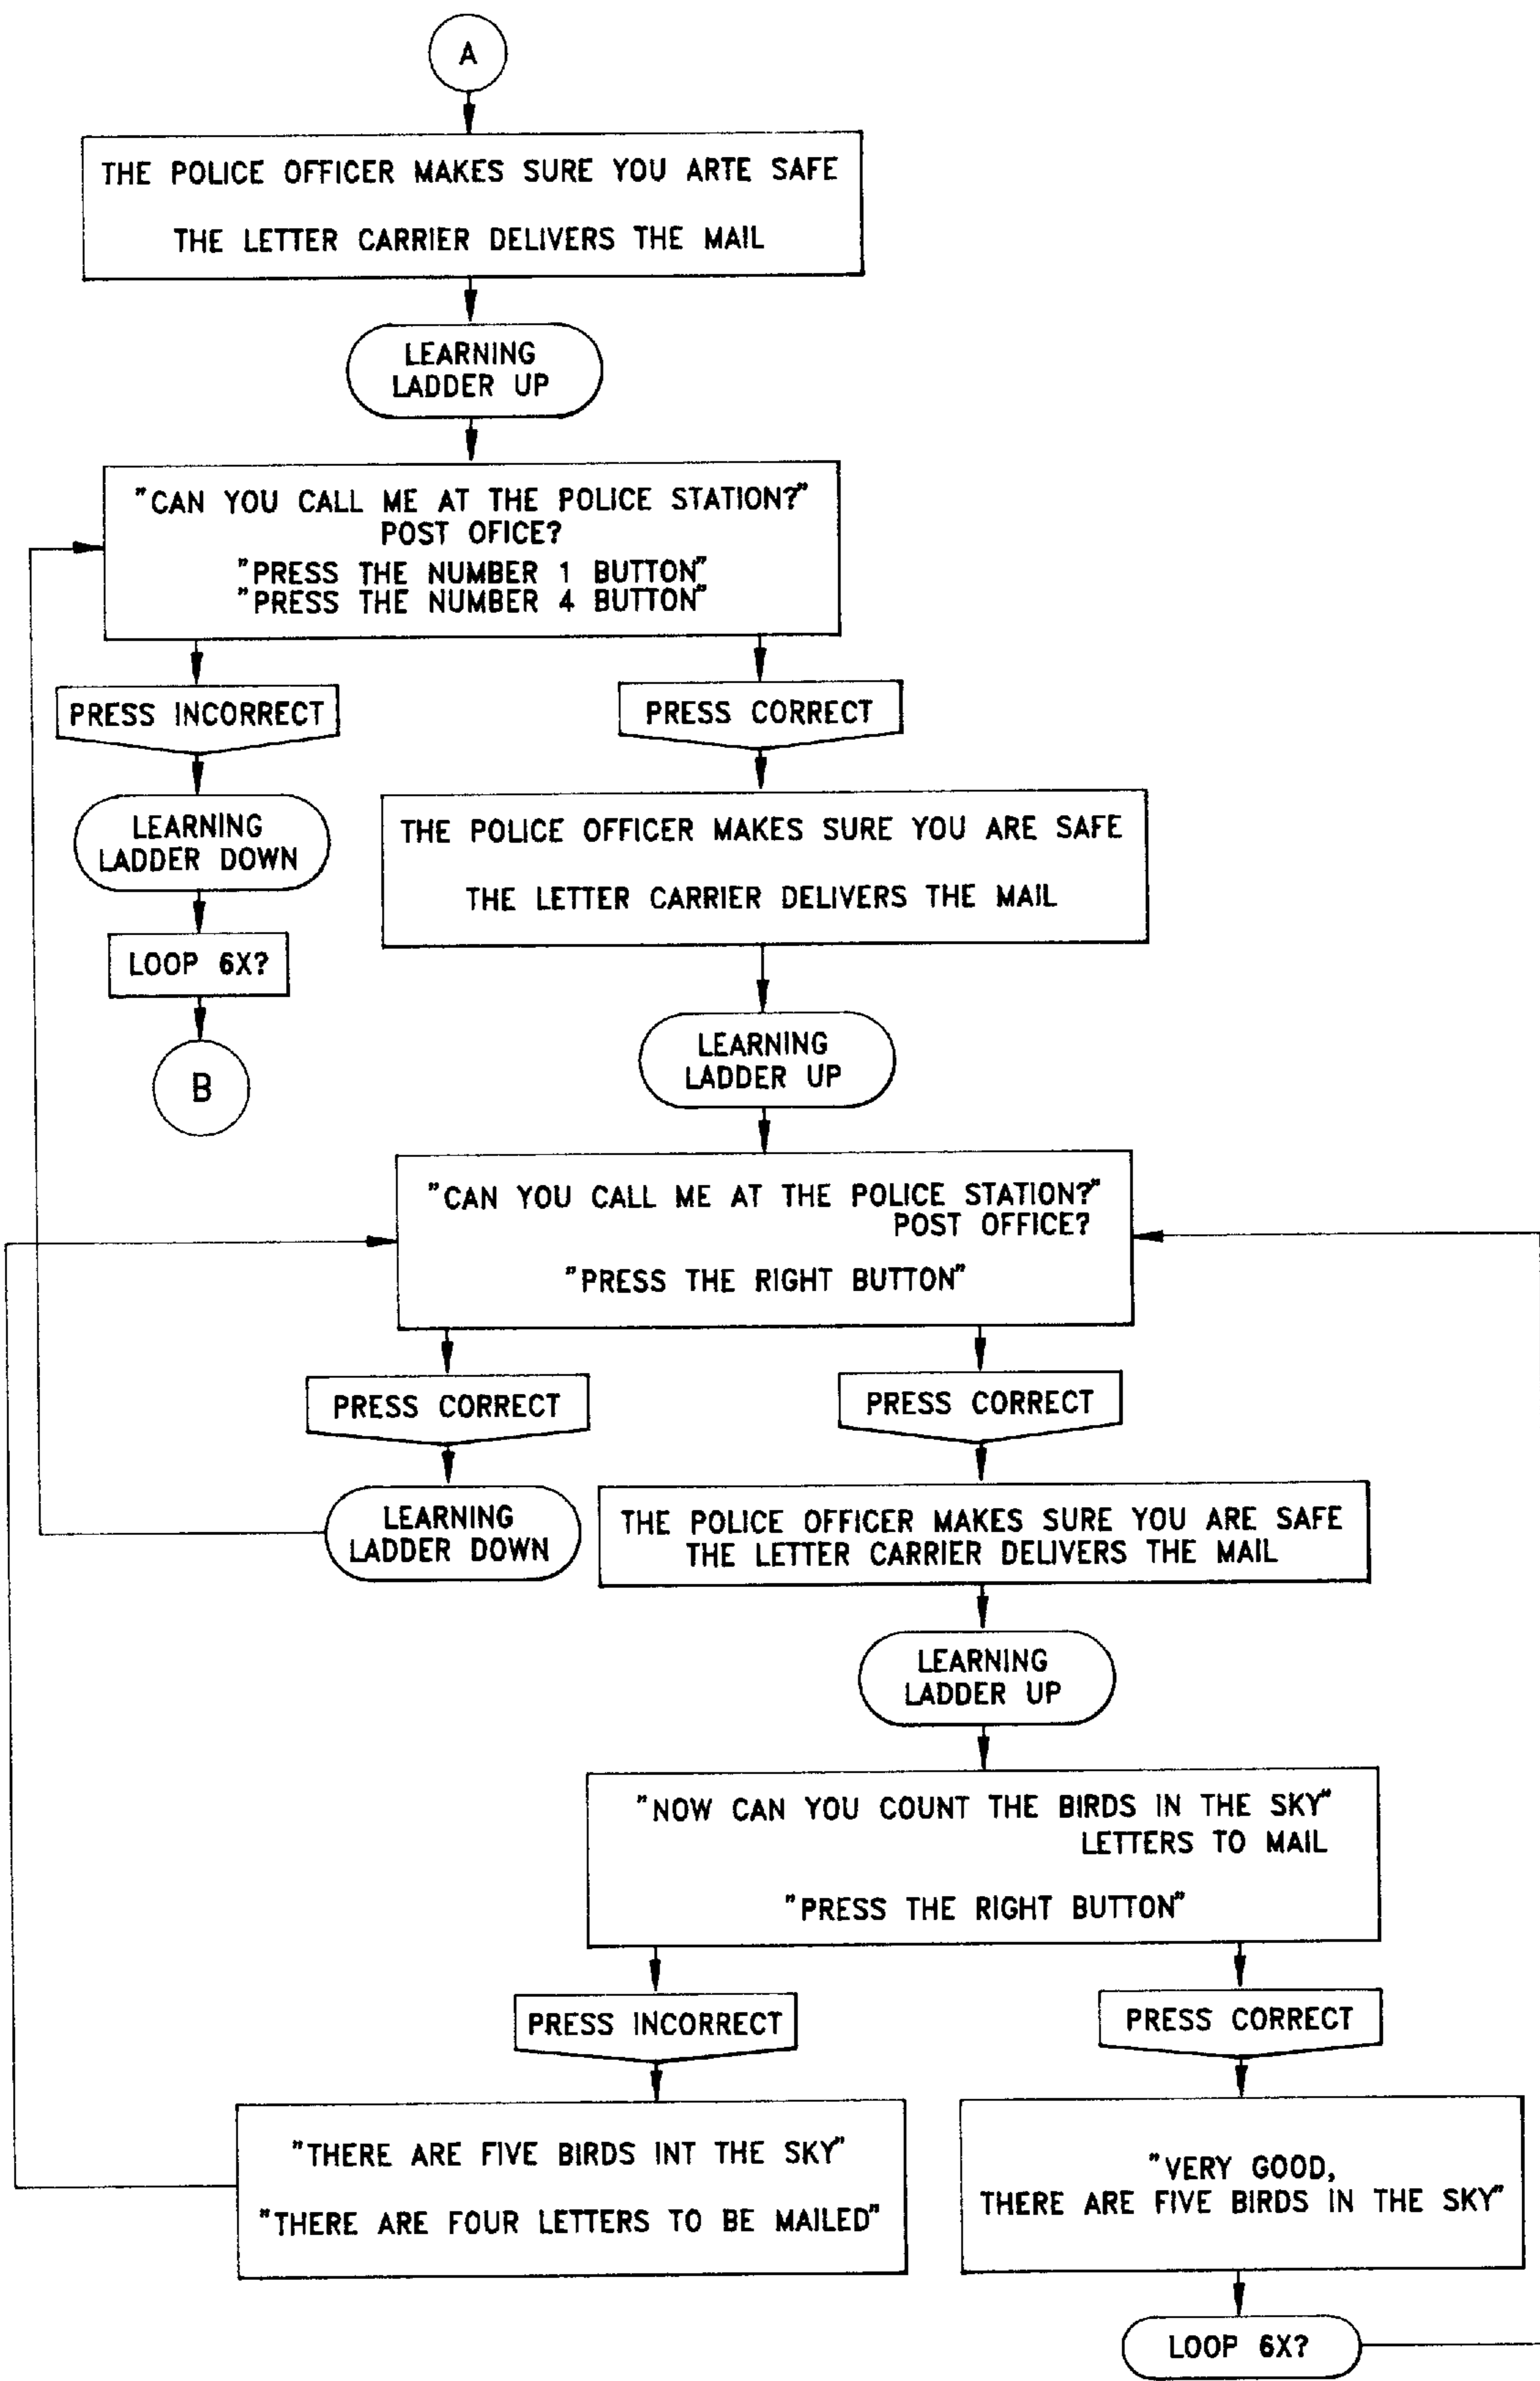 A
THE POLICE OFFICER MAKES SURE YOU ARTE SAFE
THE LETTER CARRIER DELIVERS THE MAIL
LEARNING
LADDER UP
"CAN YOU CALL ME AT THE POLICE STATION?"
POST OFICE?
"PRESS THE NUMBER 1 BUTTON"
"PRESS THE NUMBER 4 BUTTON"
PRESS INCORRECT
PRESS CORRECT
LEARNING
LADDER DOWN
THE POLICE OFFICER MAKES SURE YOU ARE SAFE
THE LETTER CARRIER DELIVERS THE MAIL
LOOP 6X?
B
LEARNING
LADDER UP
"CAN YOU CALL ME AT THE POLICE STATION?"
POST OFFICE?
"PRESS THE RIGHT BUTTON"
PRESS CORRECT
PRESS CORRECT
LEARNING
LADDER DOWN
THE POLICE OFFICER MAKES SURE YOU ARE SAFE
THE LETTER CARRIER DELIVERS THE MAIL
LEARNING
LADDER UP
"NOW CAN YOU COUNT THE BIRDS IN THE SKY"
LETTERS TO MAIL
"PRESS THE RIGHT BUTTON"
PRESS INCORRECT
PRESS CORRECT
"THERE ARE FIVE BIRDS INT THE SKY"
"THERE ARE FOUR LETTERS TO BE MAILED"
"VERY GOOD,
THERE ARE FIVE BIRDS IN THE SKY"
LOOP 6X?